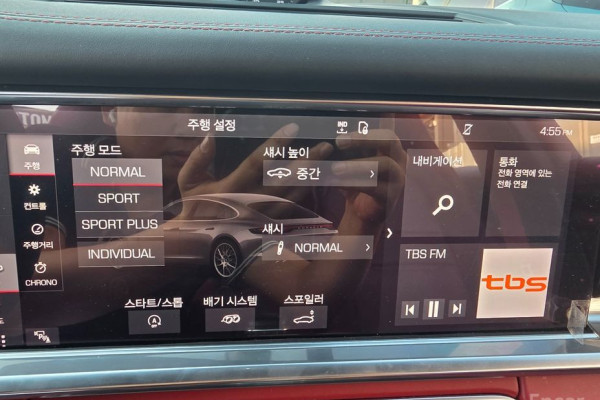 주행 설정
IND
4:55 PM
주행
컨트롤
주행거리
CHRONO
주행 모드
NORMAL
SPORT
SPORT PLUS
INDIVIDUAL
섀시 높이
중간
섀시
NORMAL
스타트/스톱
배기 시스템
스포일러
내비게이션
통화
전화 영역에 있는
전화 연결
TBS FM
tbs
Encar